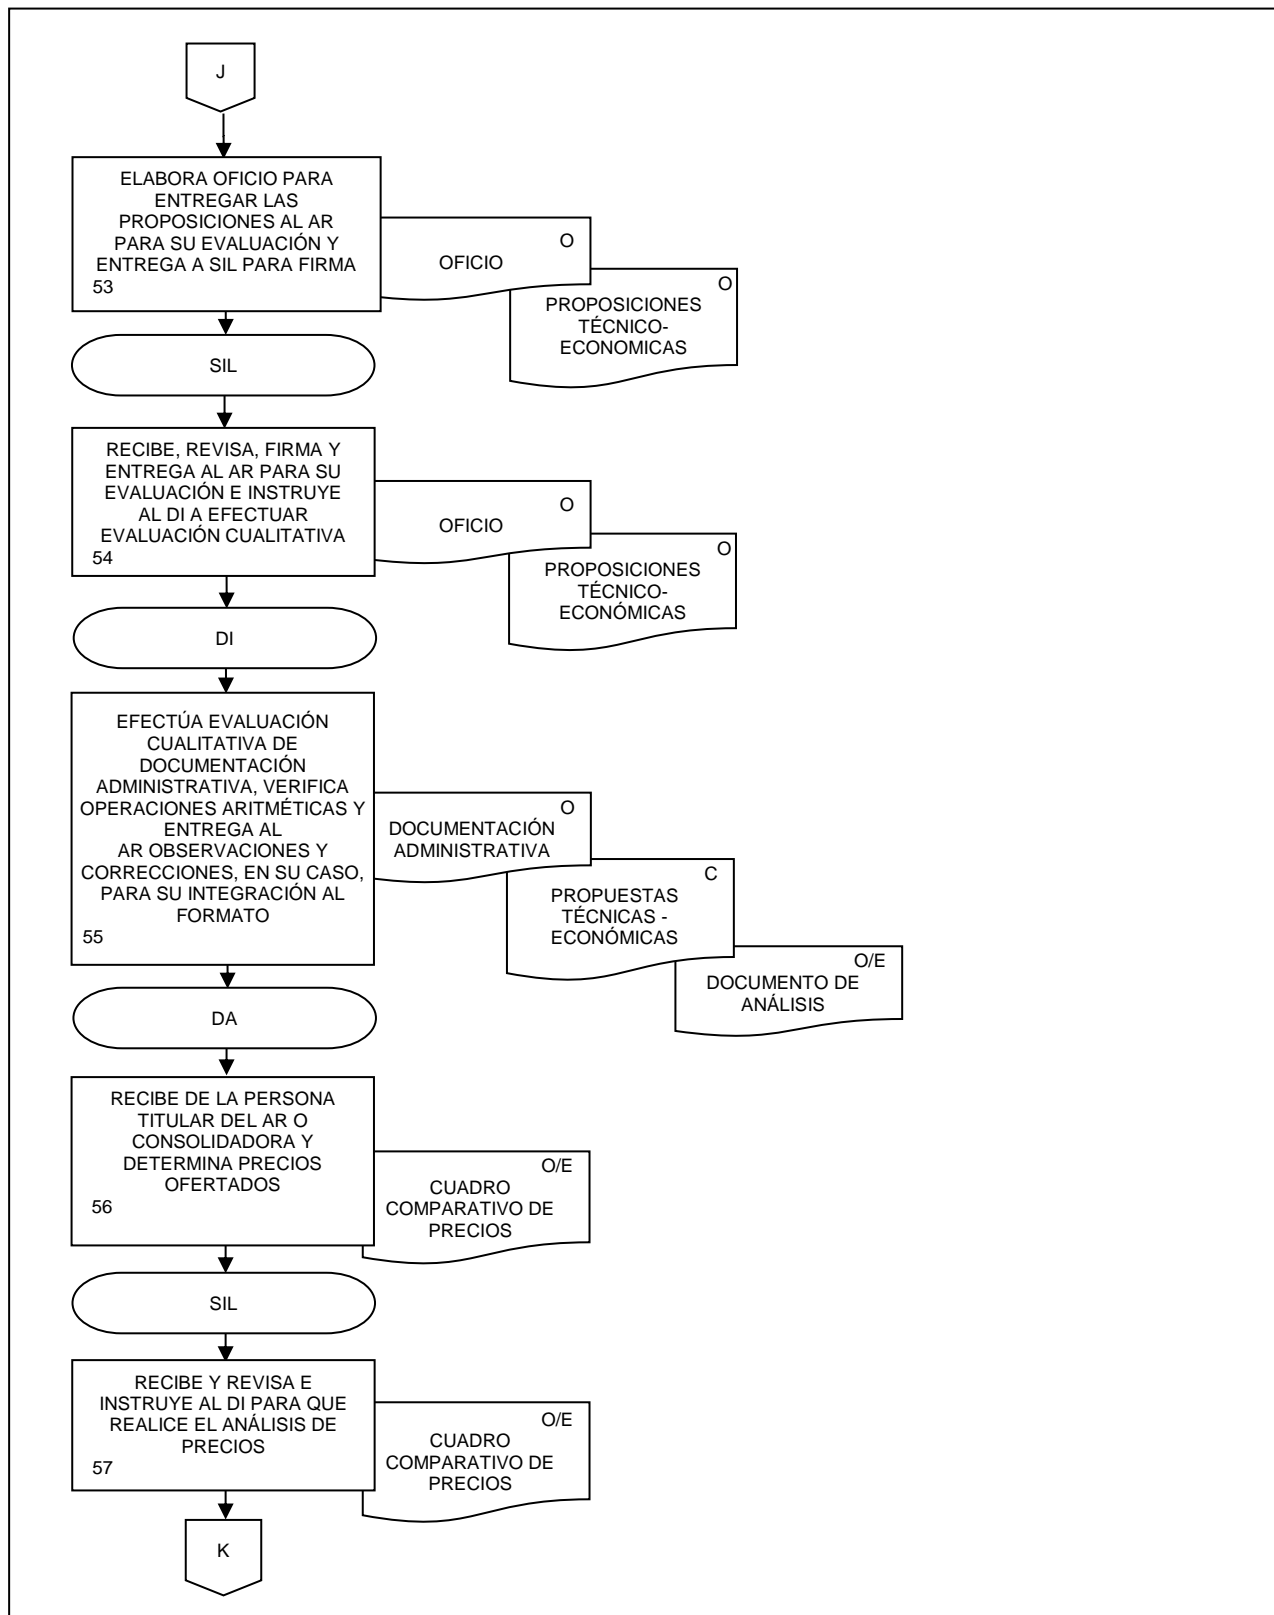 J
ELABORA OFICIO PARA
ENTREGAR LAS
PROPOSICIONES AL AR
PARA SU EVALUACIÓN Y
ENTREGA A SIL PARA FIRMA
53
O
OFICIO
O
PROPOSICIONES
TÉCNICO-
ECONOMICAS
SIL
RECIBE, REVISA, FIRMA Y
ENTREGA AL AR PARA SU
EVALUACIÓN E INSTRUYE
AL DI A EFECTUAR
EVALUACIÓN CUALITATIVA
54
O
OFICIO
O
PROPOSICIONES
TÉCNICO-
ECONÓMICAS
DI
EFECTÚA EVALUACIÓN
CUALITATIVA DE
DOCUMENTACIÓN
ADMINISTRATIVA, VERIFICA
OPERACIONES ARITMÉTICAS Y
ENTREGA AL
AR OBSERVACIONES Y
CORRECCIONES, EN SU CASO,
PARA SU INTEGRACIÓN AL
FORMATO
55
O
DOCUMENTACIÓN
ADMINISTRATIVA
C
PROPUESTAS
TÉCNICAS -
ECONÓMICAS
O/E
DOCUMENTO DE
ANÁLISIS
DA
RECIBE DE LA PERSONA
TITULAR DEL AR O
CONSOLIDADORA Y
DETERMINA PRECIOS
OFERTADOS
56
O/E
CUADRO
COMPARATIVO DE
PRECIOS
SIL
RECIBE Y REVISA E
INSTRUYE AL DI PARA QUE
REALICE EL ANÁLISIS DE
PRECIOS
57
O/E
CUADRO
COMPARATIVO DE
PRECIOS
K